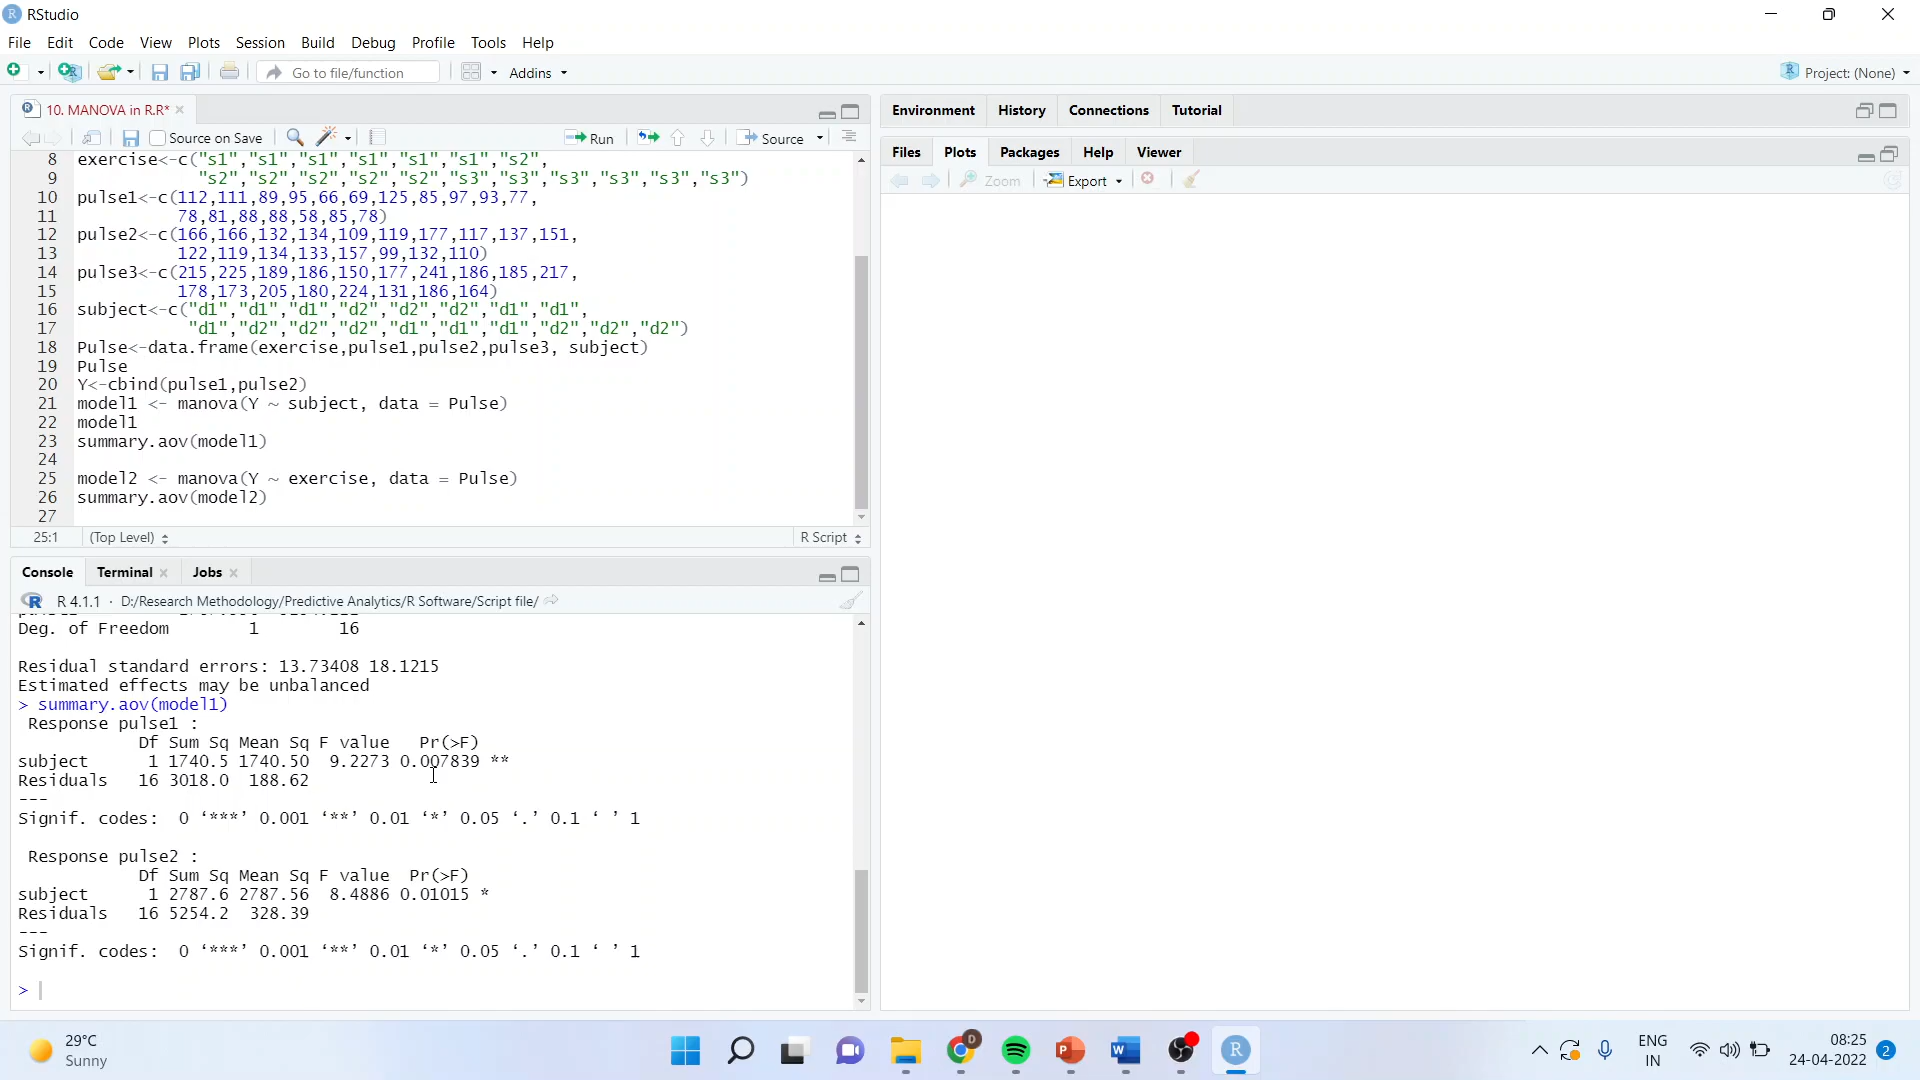 RStudio
File Edit Code View Plots Session Build Debug Profile Tools Help
Go to file/function Addins Project: (None)
10. MANOVA in R.R*
Source on Save Run Source
8 exercise<-c("s1","s1","s1","s1","s1","s1","s2",
9 "s2","s2","s2","s2","s2","s3","s3","s3","s3","s3","s3")
10 pulse1<-c(112,111,89,95,66,69,125,85,97,93,77,
11 78,81,88,88,58,85,78)
12 pulse2<-c(166,166,132,134,109,119,177,117,137,151,
13 122,119,134,133,157,99,132,110)
14 pulse3<-c(215,225,189,186,150,177,241,186,185,217,
15 178,173,205,180,224,131,186,164)
16 subject<-c("d1","d1","d1","d2","d2","d2","d1","d1",
17 "d1","d2","d2","d2","d1","d1","d1","d2","d2","d2")
18 Pulse<-data.frame(exercise,pulse1,pulse2,pulse3, subject)
19 Pulse
20 Y<-cbind(pulse1,pulse2)
21 model1 <- manova(Y ~ subject, data = Pulse)
22 model1
23 summary.aov(model1)
24
25 model2 <- manova(Y ~ exercise, data = Pulse)
26 summary.aov(model2)
27
25:1 (Top Level) R Script
Console Terminal Jobs
R 4.1.1 · D:/Research Methodology/Predictive Analytics/R Software/Script file/
Deg. of Freedom 1 16
Residual standard errors: 13.73408 18.1215
Estimated effects may be unbalanced
> summary.aov(model1)
Response pulse1 :
Df Sum Sq Mean Sq F value Pr(>F)
subject 1 1740.5 1740.50 9.2273 0.007839 **
Residuals 16 3018.0 188.62
---
Signif. codes: 0 ‘***’ 0.001 ‘**’ 0.01 ‘*’ 0.05 ‘.’ 0.1 ‘ ’ 1
Response pulse2 :
Df Sum Sq Mean Sq F value Pr(>F)
subject 1 2787.6 2787.56 8.4886 0.01015 *
Residuals 16 5254.2 328.39
---
Signif. codes: 0 ‘***’ 0.001 ‘**’ 0.01 ‘*’ 0.05 ‘.’ 0.1 ‘ ’ 1
>
Environment History Connections Tutorial
Files Plots Packages Help Viewer
Zoom Export
29°C
Sunny
ENG
IN
08:25
24-04-2022
2